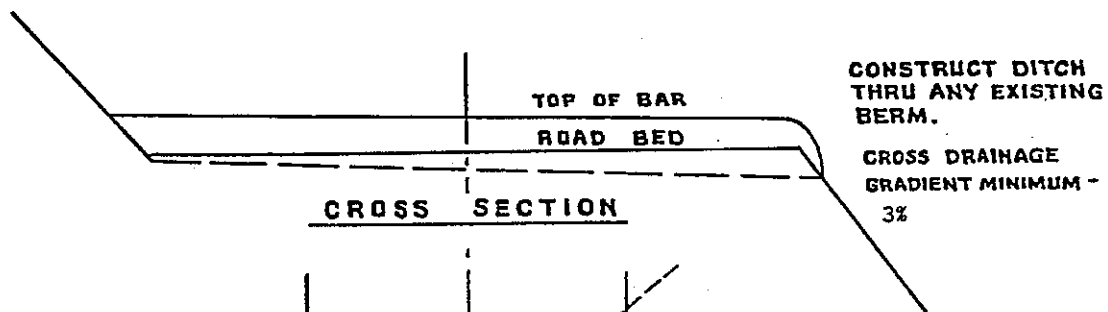 TOP OF BAR
ROAD BED
CROSS SECTION
CONSTRUCT DITCH
THRU ANY EXISTING
BERM.
CROSS DRAINAGE
GRADIENT MINIMUM -
3%